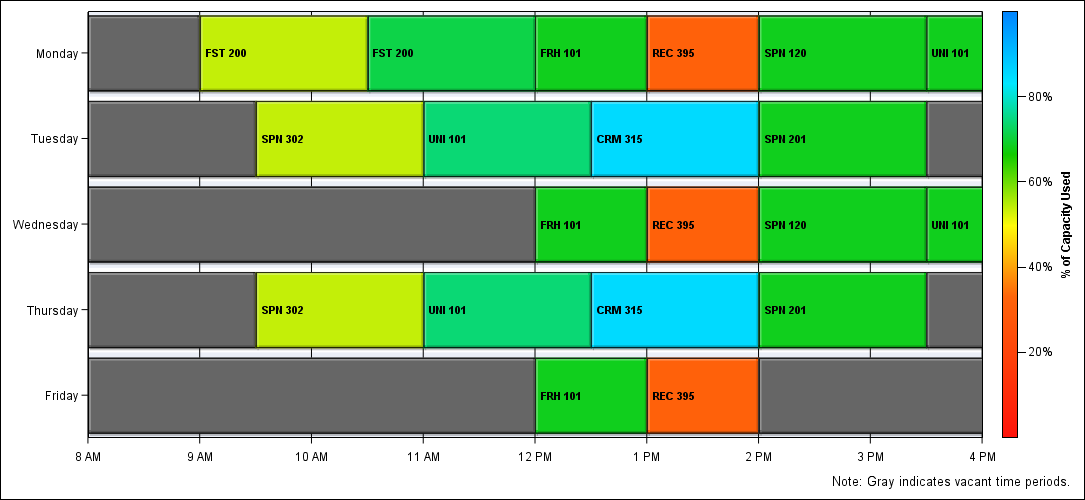 Monday FST 200 FST 200 FRH 101 REC 395 SPN 120 UNI 101
Tuesday SPN 302 UNI 101 CRM 315 SPN 201
Wednesday FRH 101 REC 395 SPN 120 UNI 101
Thursday SPN 302 UNI 101 CRM 315 SPN 201
Friday FRH 101 REC 395
8 AM 9 AM 10 AM 11 AM 12 PM 1 PM 2 PM 3 PM 4 PM
80%
60%
40%
20%
% of Capacity Used
Note: Gray indicates vacant time periods.